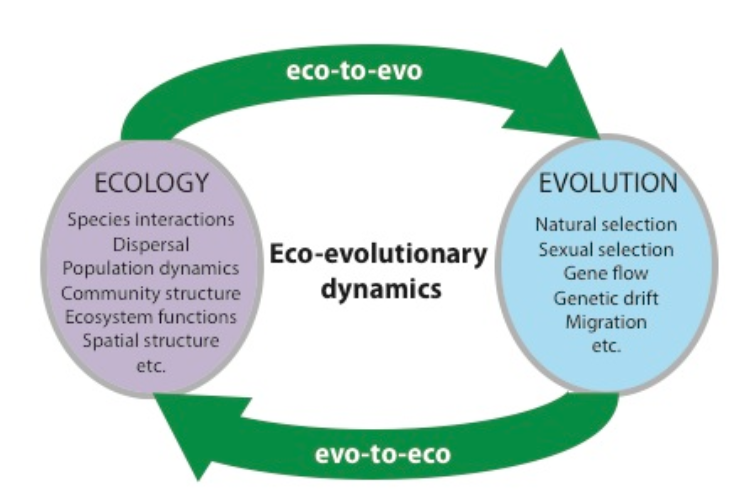 eco-to-evo
ECOLOGY
Species interactions
Dispersal
Population dynamics
Community structure
Ecosystem functions
Spatial structure
etc.
Eco-evolutionary
dynamics
EVOLUTION
Natural selection
Sexual selection
Gene flow
Genetic drift
Migration
etc.
evo-to-eco